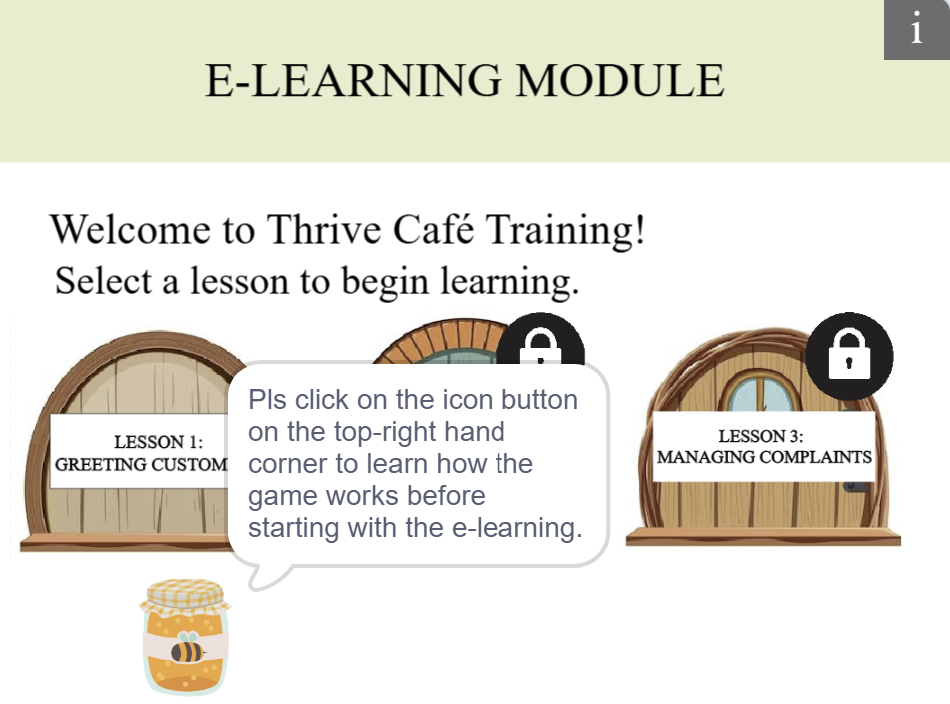 i
E-LEARNING MODULE
Welcome to Thrive Café Training!
Select a lesson to begin learning.
LESSON 1:
GREETING CUSTOM
Pls click on the icon button
on the top-right hand
corner to learn how the
game works before
starting with the e-learning.
LESSON 3:
MANAGING COMPLAINTS